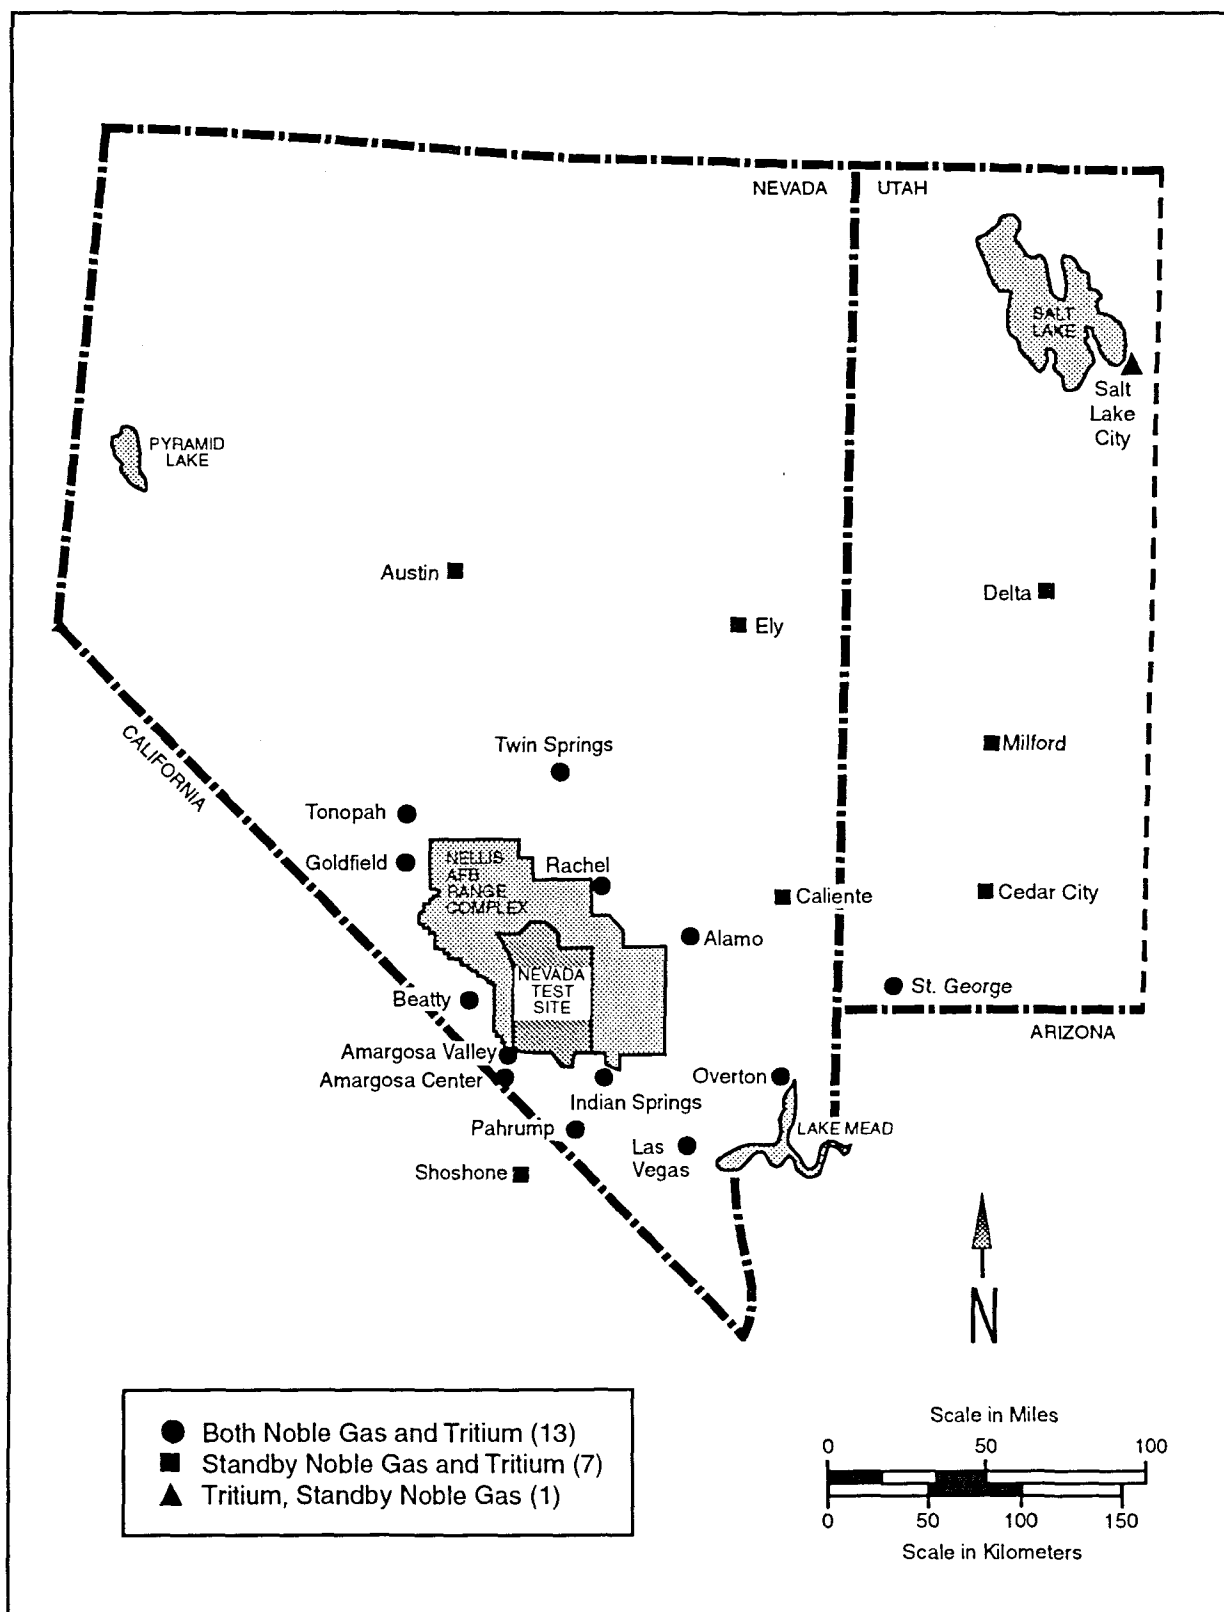 NEVADA
UTAH
SALT
LAKE
Salt
Lake
City
PYRAMID
LAKE
Austin
Delta
Ely
CALIFORNIA
Twin Springs
Milford
Tonopah
Goldfield
NELLIS
AFB
RANGE
COMPLEX
Rachel
Caliente
Cedar City
Alamo
NEVADA
TEST
SITE
Beatty
St. George
ARIZONA
Amargosa Valley
Amargosa Center
Overton
Indian Springs
Pahrump
LAKE MEAD
Las
Vegas
Shoshone
N
Both Noble Gas and Tritium (13)
Standby Noble Gas and Tritium (7)
Tritium, Standby Noble Gas (1)
Scale in Miles
0 50 100
0 50 100 150
Scale in Kilometers